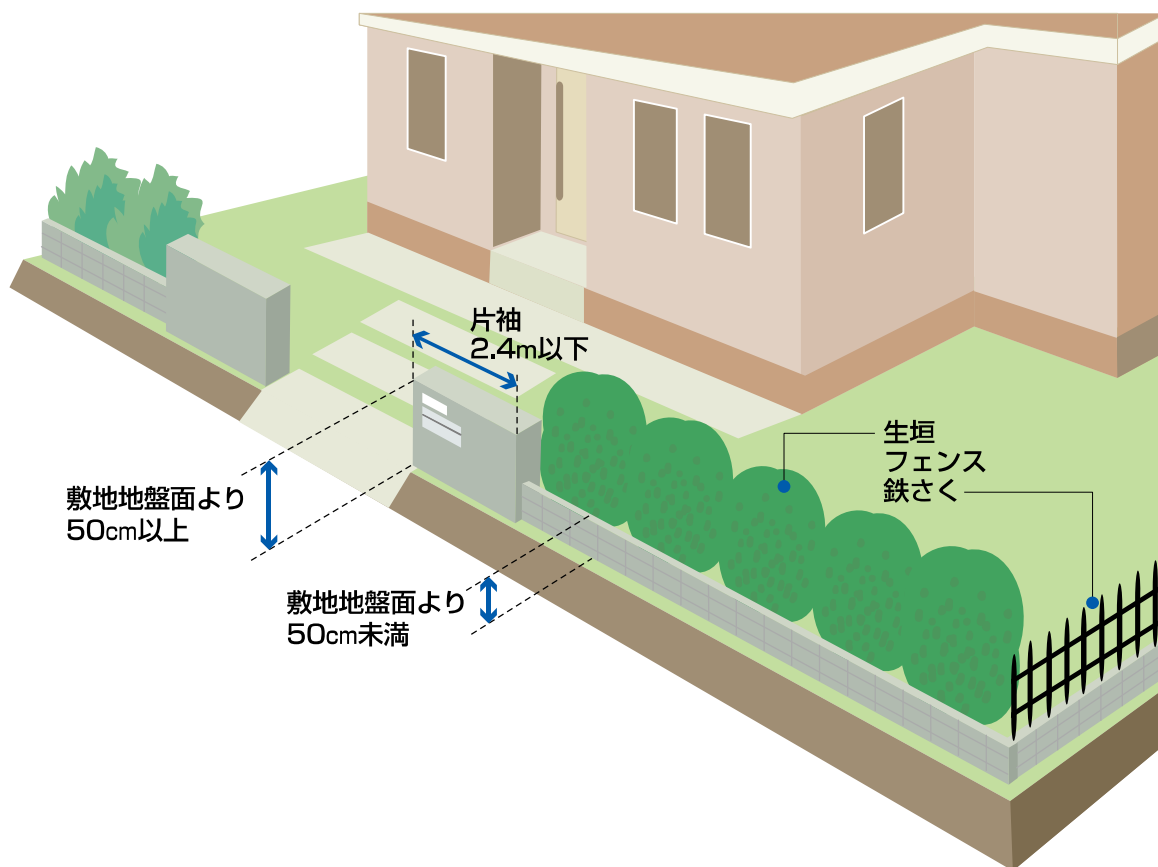 片袖
2.4m以下
生垣
フェンス
鉄さく
敷地地盤面より
50cm以上
敷地地盤面より
50cm未満